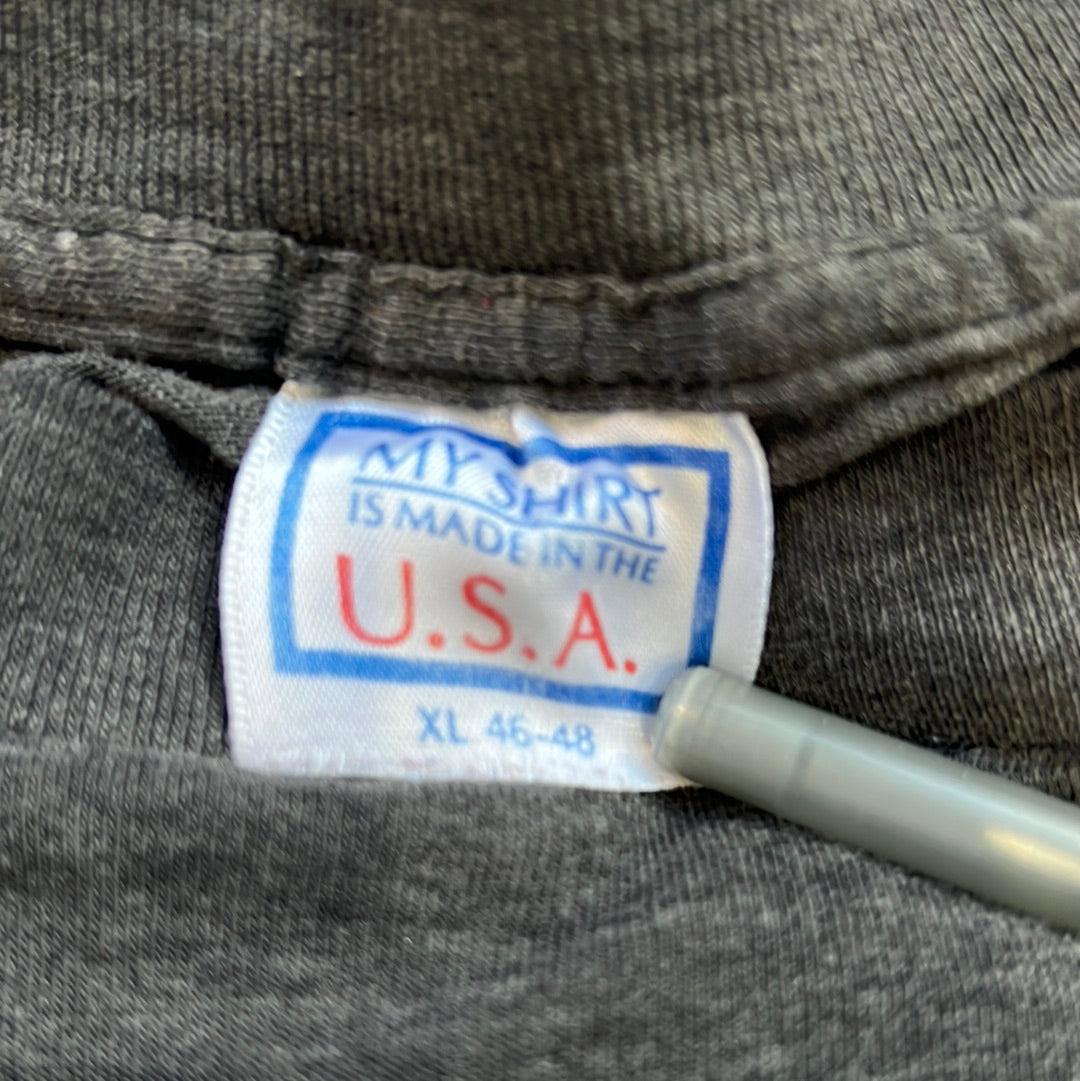 MY SHIRT
IS MADE IN THE
U.S.A.
XL 46-48